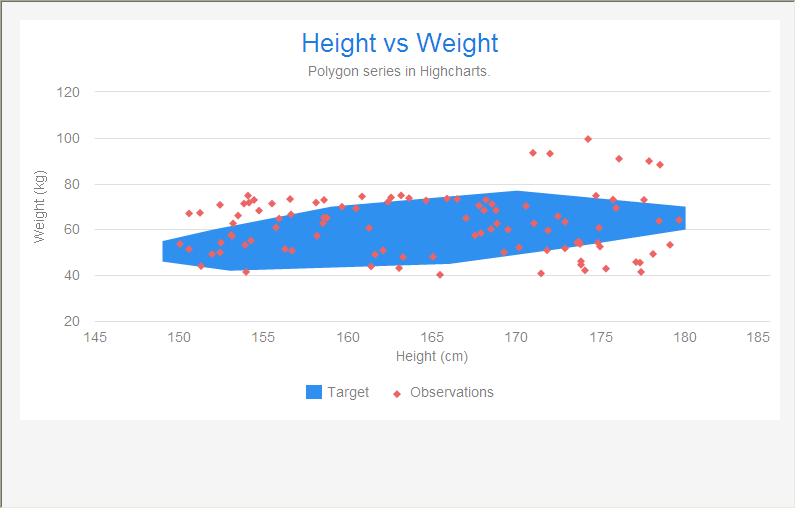 Height vs Weight
Polygon series in Highcharts.
Weight (kg)
120
100
80
60
40
20
145 150 155 160 165 170 175 180 185
Height (cm)
Target Observations